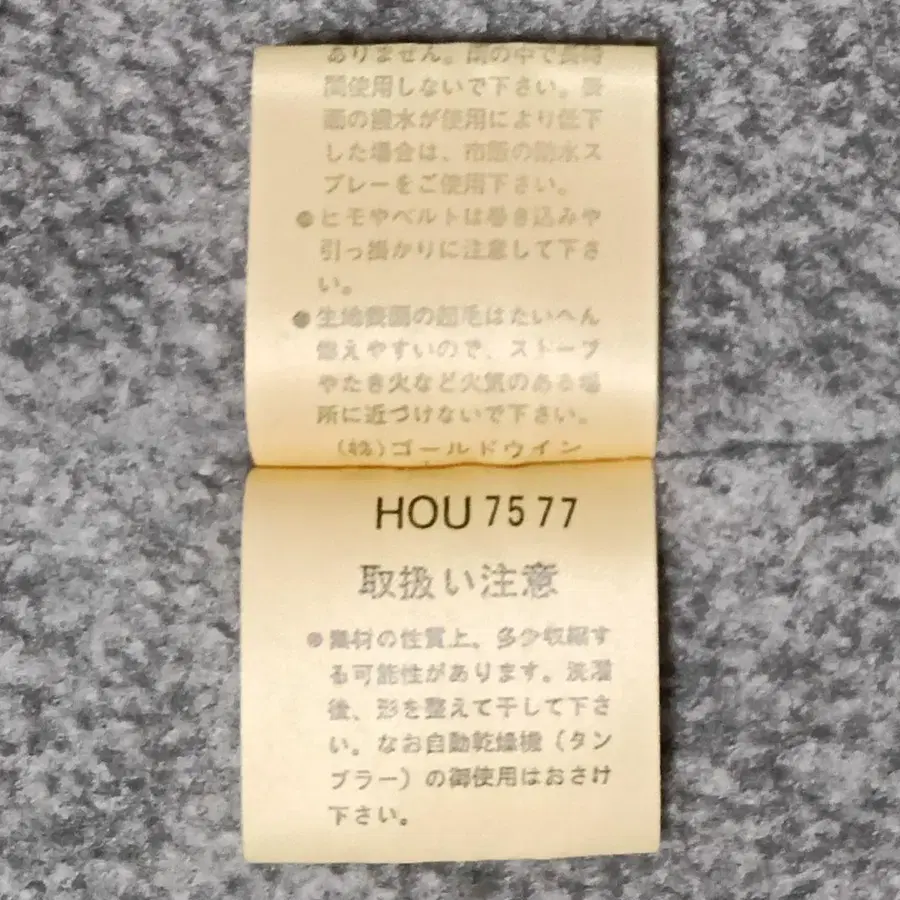 ありません。雨の中で長時
間使用しないで下さい。表
面の撥水が使用により低下
した場合は、市販の防水ス
プレーをご使用下さい。
●ヒモやベルトは巻き込みや
引っ掛かりに注意して下さ
い。
●生地表面の起毛はたいへん
燃えやすいので、ストーブ
やたき火など火気のある場
所に近づけないで下さい。
(株)ゴールドウイン
HOU 7577
取扱い注意
●素材の性質上、多少収縮す
る可能性があります。洗濯
後、形を整えて干して下さ
い。なお自動乾燥機(タン
ブラー)の御使用はおさけ
下さい。